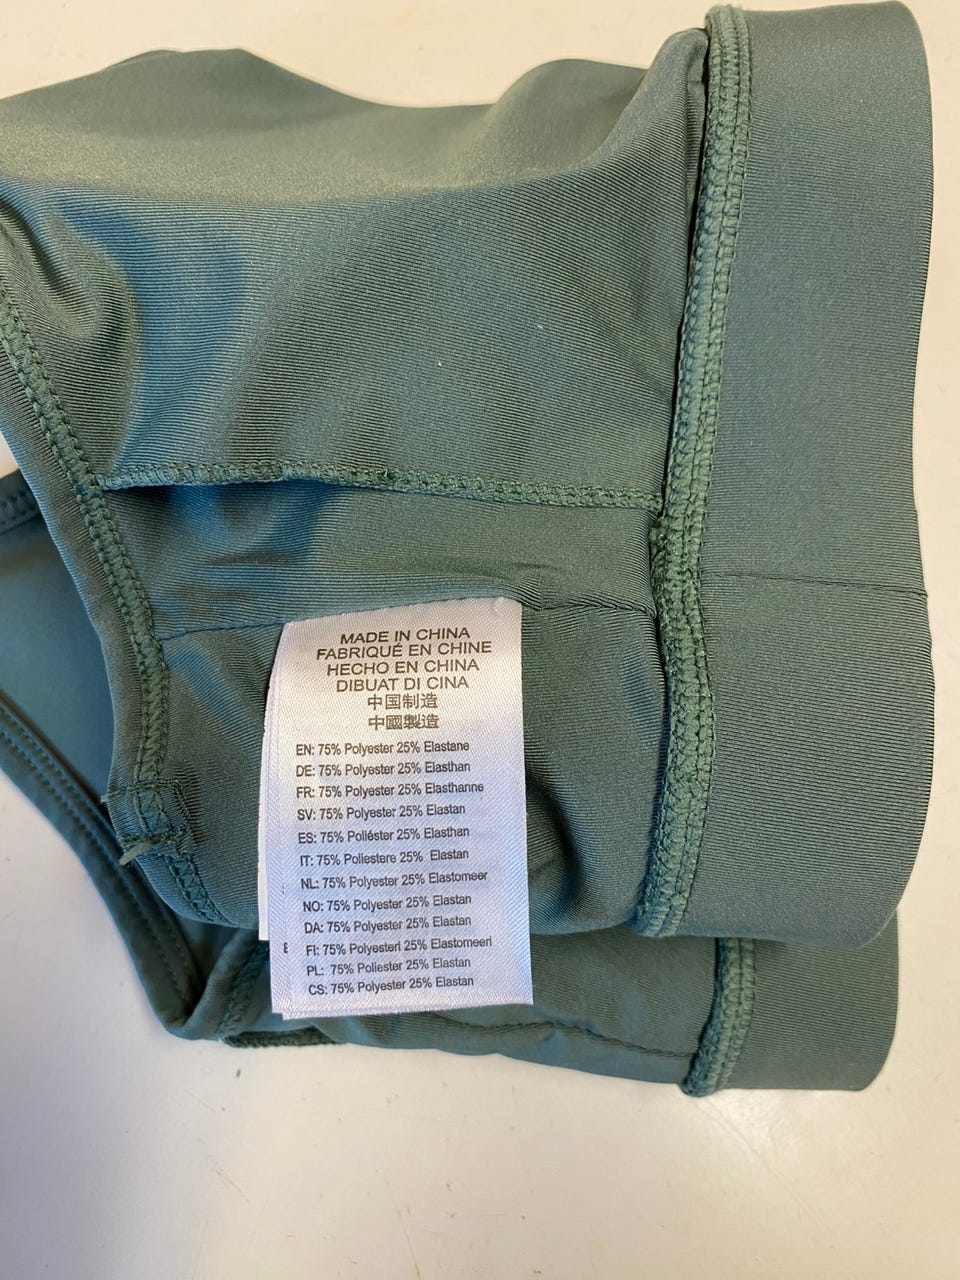 MADE IN CHINA
FABRIQUÉ EN CHINE
HECHO EN CHINA
DIBUAT DI CINA
中国制造
中國製造
EN: 75% Polyester 25% Elastane
DE: 75% Polyester 25% Elasthan
FR: 75% Polyester 25% Elasthanne
SV: 75% Polyester 25% Elastan
ES: 75% Poliéster 25% Elasthan
IT: 75% Poliestere 25% Elastan
NL: 75% Polyester 25% Elastomeer
NO: 75% Polyester 25% Elastan
DA: 75% Polyester 25% Elastan
FI: 75% Polyesteri 25% Elastomeeri
PL: 75% Poliester 25% Elastan
CS: 75% Polyester 25% Elastan